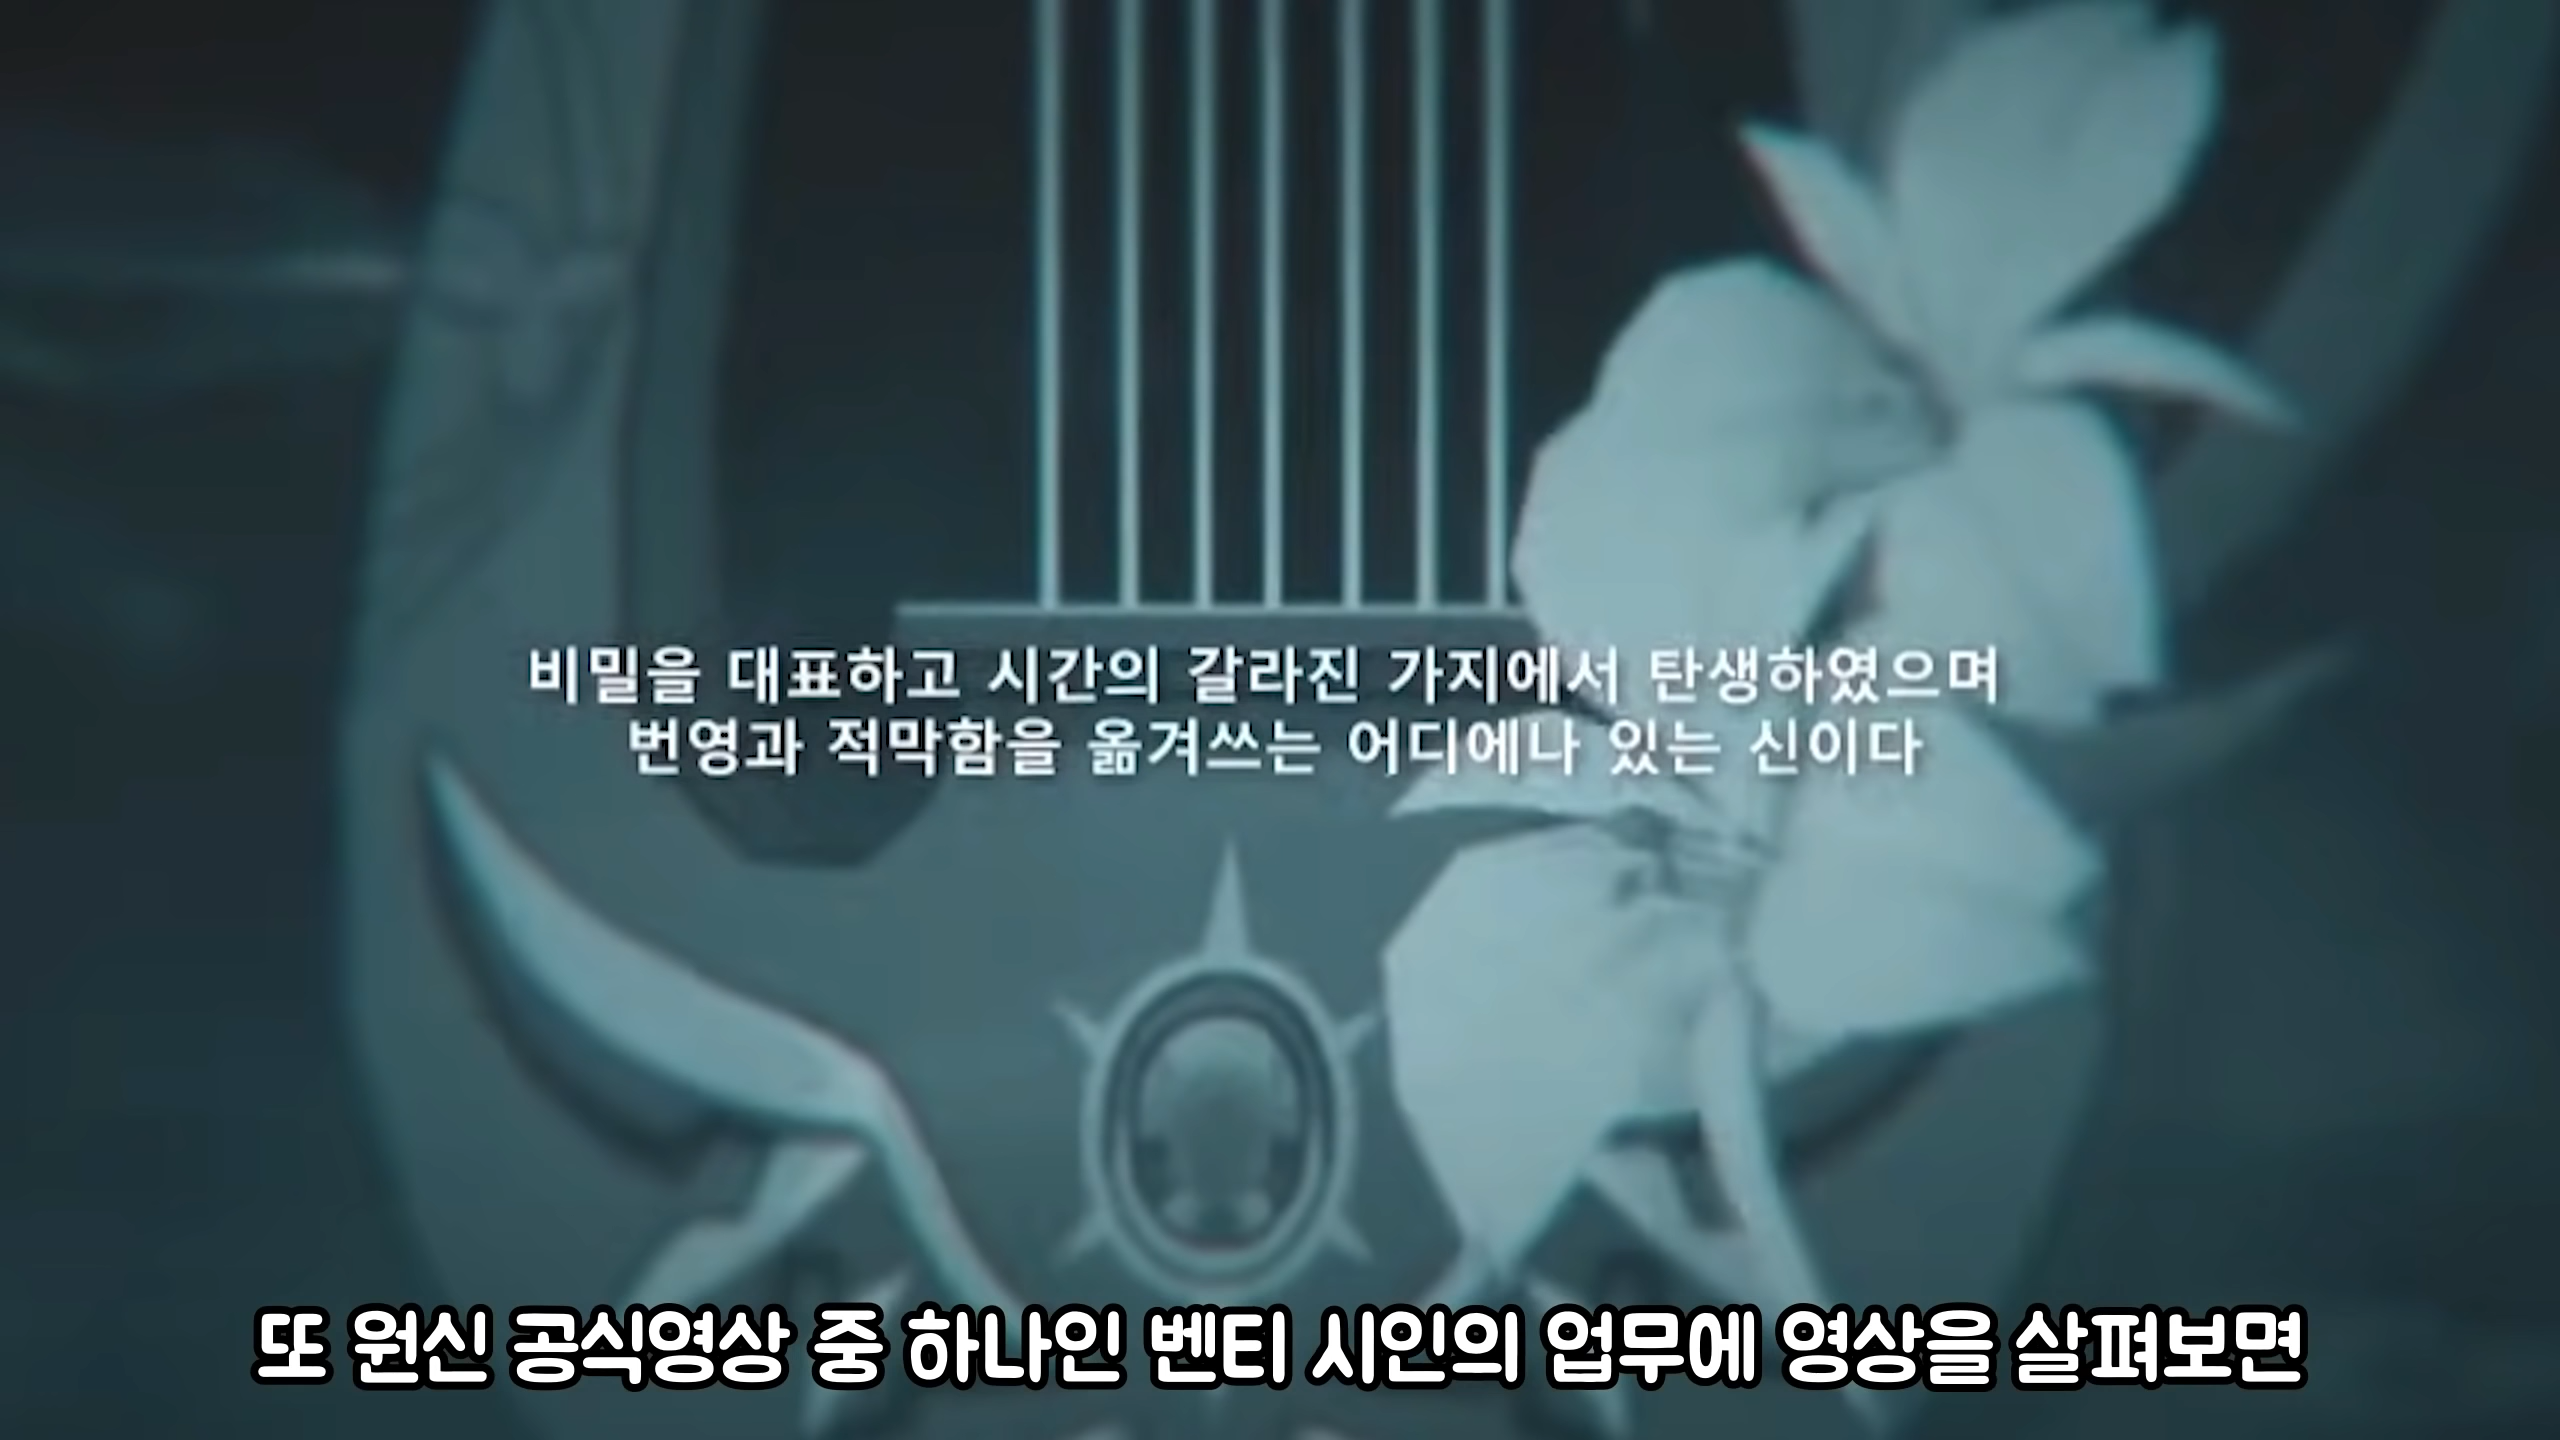 비밀을 대표하고 시간의 갈라진 가지에서 탄생하였으며
번영과 적막함을 옮겨쓰는 어디에나 있는 신이다
또 원신 공식영상 중 하나인 벤티 시인의 업무에 영상을 살펴보면